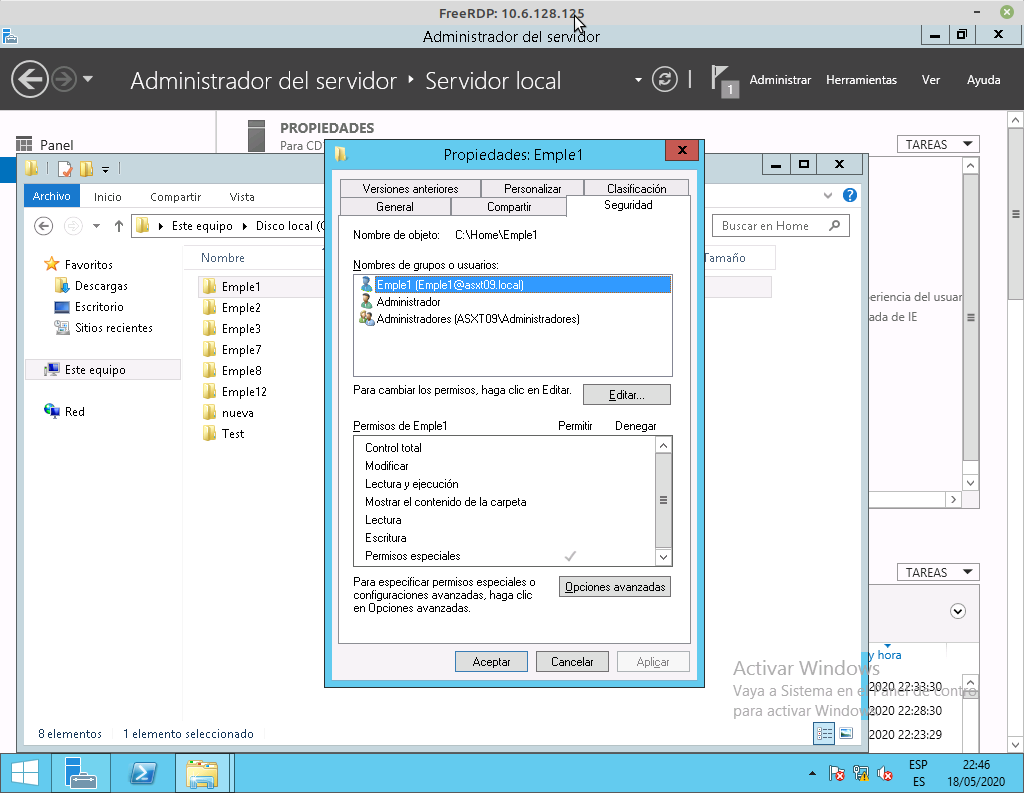 FreeRDP: 10.6.128.125
Administrador del servidor
Administrador del servidor ‣ Servidor local
1
Administrar
Herramientas
Ver
Ayuda
Panel
PROPIEDADES
Para CD
TAREAS
Propiedades: Emple1
Archivo
Inicio
Compartir
Vista
Este equipo
Disco local (C
Buscar en Home
Favoritos
Descargas
Escritorio
Sitios recientes
Este equipo
Red
Nombre
Tamaño
Emple1
Emple2
Emple3
Emple7
Emple8
Emple12
nueva
Test
8 elementos
1 elemento seleccionado
Versiones anteriores
Personalizar
Clasificación
General
Compartir
Seguridad
Nombre de objeto: C:\Home\Emple1
Nombres de grupos o usuarios:
Emple1 (Emple1@asxt09.local)
Administrador
Administradores (ASXT09\Administradores)
Para cambiar los permisos, haga clic en Editar.
Editar...
Permisos de Emple1
Permitir
Denegar
Control total
Modificar
Lectura y ejecución
Mostrar el contenido de la carpeta
Lectura
Escritura
Permisos especiales
Para especificar permisos especiales o
configuraciones avanzadas, haga clic
en Opciones avanzadas.
Opciones avanzadas
Aceptar
Cancelar
Aplicar
eriencia del usuar
ada de IE
TAREAS
y hora
2020 22:33:30
2020 22:28:30
2020 22:23:29
Activar Windows
Vaya a Sistema en el Panel de contro
para activar Windows
ESP
ES
22:46
18/05/2020